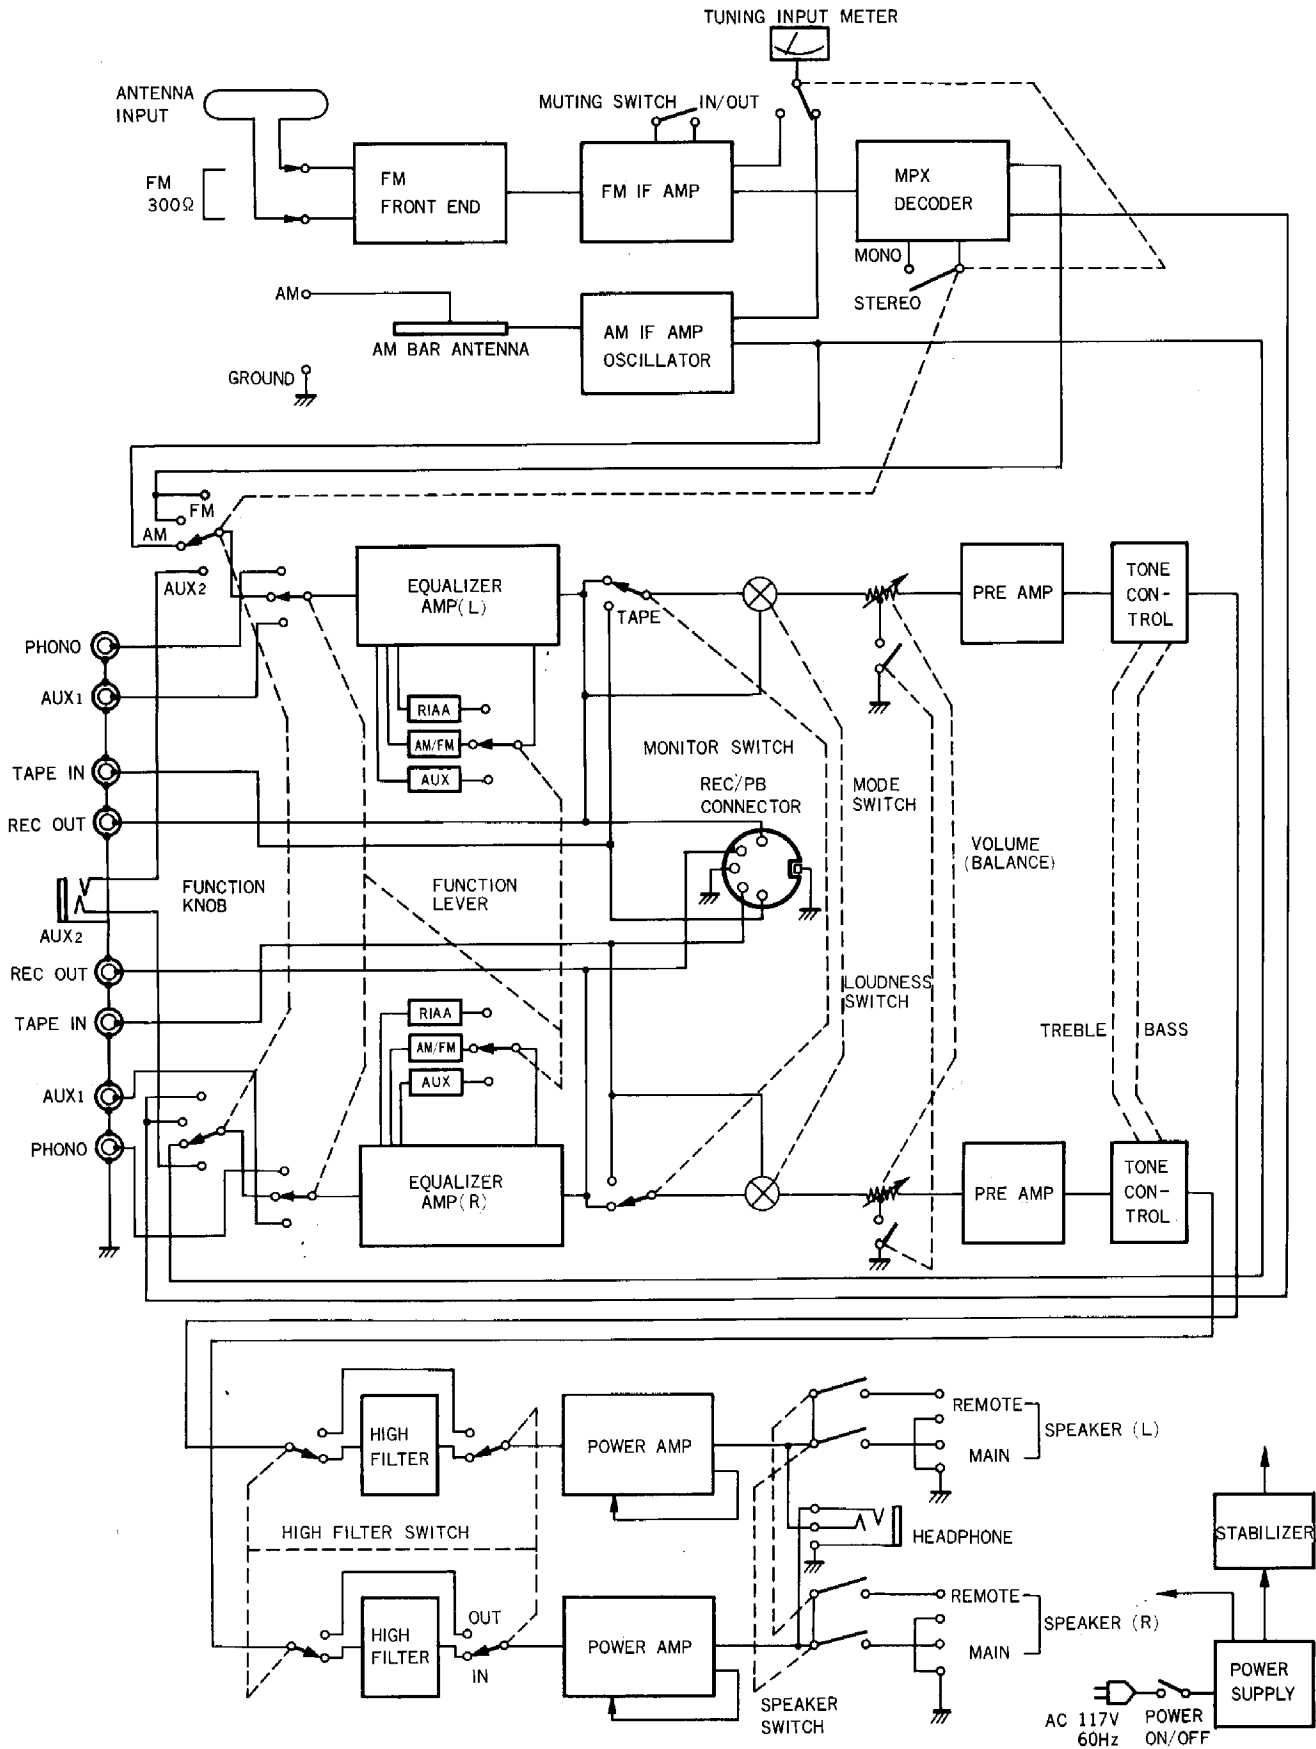 TUNING INPUT METER
ANTENNA
INPUT
MUTING SWITCH IN/OUT
FM
300Ω
FM
FRONT END
FM IF AMP
MPX
DECODER
MONO
STEREO
AM
AM BAR ANTENNA
AM IF AMP
OSCILLATOR
GROUND
FM
AM
AUX2
EQUALIZER
AMP(L)
TAPE
PRE AMP
TONE
CON-
TROL
PHONO
AUX1
TAPE IN
REC OUT
RIAA
AM/FM
AUX
MONITOR SWITCH
REC/PB
CONNECTOR
MODE
SWITCH
VOLUME
(BALANCE)
FUNCTION
KNOB
FUNCTION
LEVER
AUX2
REC OUT
TAPE IN
AUX1
PHONO
LOUDNESS
SWITCH
TREBLE
BASS
RIAA
AM/FM
AUX
EQUALIZER
AMP(R)
PRE AMP
TONE
CON-
TROL
HIGH
FILTER
POWER AMP
REMOTE
MAIN
SPEAKER (L)
HIGH FILTER SWITCH
HEADPHONE
STABILIZER
OUT
IN
HIGH
FILTER
POWER AMP
REMOTE
MAIN
SPEAKER (R)
SPEAKER
SWITCH
POWER
SUPPLY
AC 117V
60Hz
POWER
ON/OFF